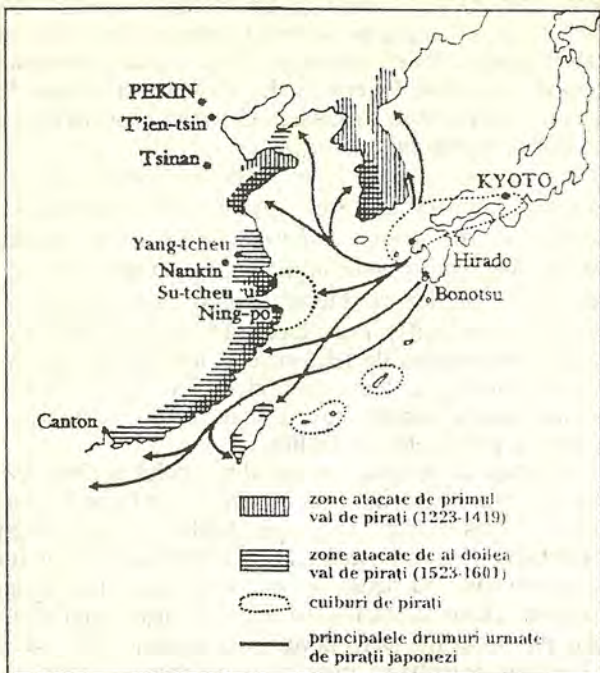 PEKIN
T'ien-tsin
Tsinan
KYOTO
Yang-tcheu
Hirado
Nankin
Su-tcheu
Bonotsu
Ning-po
Canton
zone atacate de primul
val de pirați (1223-1419)
zone atacate de al doilea
val de pirați (1523-1601)
cuiburi de pirați
principalele drumuri urmate
de pirații japonezi